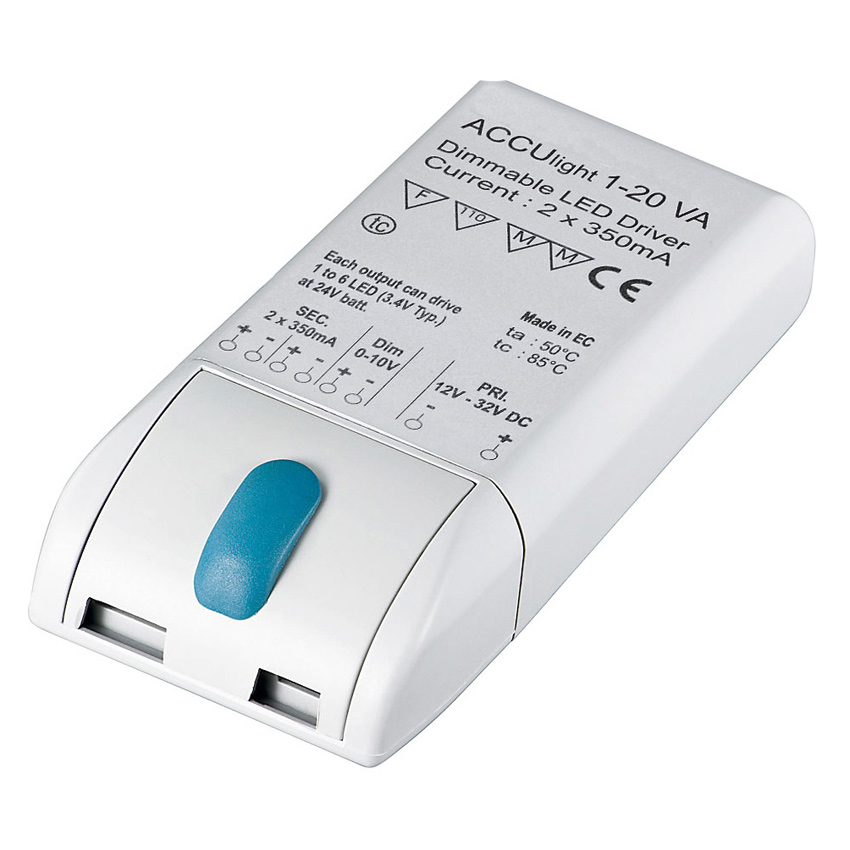 ACCUlight 1-20 VA
Dimmable LED Driver
Current : 2 x 350mA
F 110 M M CE
tc
Each output can drive
1 to 6 LED (3.4V Typ.)
at 24V batt.
Made in EC
ta : 50°C
tc : 85°C
SEC.
2 x 350mA
+ - + - + -
Dim
0-10V
PRI.
12V - 32V DC
- +